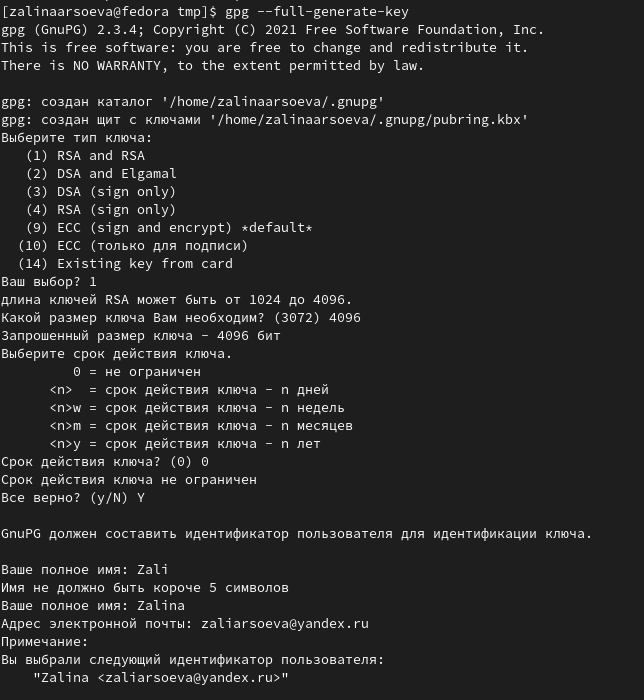 [zalinaarsoeva@fedora tmp]$ gpg --full-generate-key
gpg (GnuPG) 2.3.4; Copyright (C) 2021 Free Software Foundation, Inc.
This is free software: you are free to change and redistribute it.
There is NO WARRANTY, to the extent permitted by law.

gpg: создан каталог '/home/zalinaarsoeva/.gnupg'
gpg: создан щит с ключами '/home/zalinaarsoeva/.gnupg/pubring.kbx'
Выберите тип ключа:
   (1) RSA and RSA
   (2) DSA and Elgamal
   (3) DSA (sign only)
   (4) RSA (sign only)
   (9) ECC (sign and encrypt) *default*
  (10) ECC (только для подписи)
  (14) Existing key from card
Ваш выбор? 1
длина ключей RSA может быть от 1024 до 4096.
Какой размер ключа Вам необходим? (3072) 4096
Запрошенный размер ключа - 4096 бит
Выберите срок действия ключа.
         0 = не ограничен
      <n>  = срок действия ключа - n дней
      <n>w = срок действия ключа - n недель
      <n>m = срок действия ключа - n месяцев
      <n>y = срок действия ключа - n лет
Срок действия ключа? (0) 0
Срок действия ключа не ограничен
Все верно? (y/N) Y

GnuPG должен составить идентификатор пользователя для идентификации ключа.

Ваше полное имя: Zali
Имя не должно быть короче 5 символов
Ваше полное имя: Zalina
Адрес электронной почты: zaliarsoeva@yandex.ru
Примечание:
Вы выбрали следующий идентификатор пользователя:
    "Zalina <zaliarsoeva@yandex.ru>"